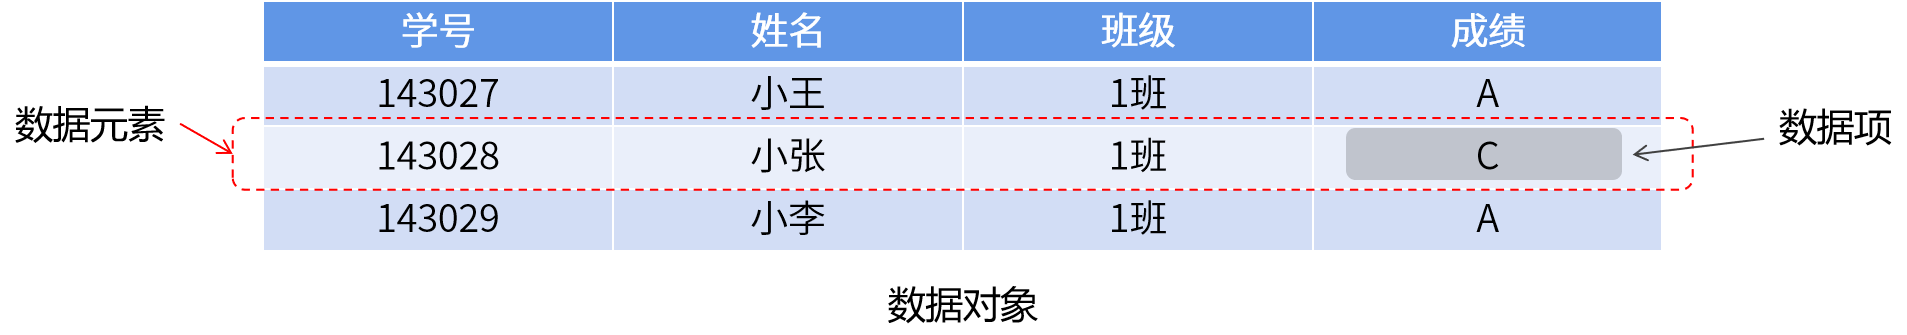 学号 姓名 班级 成绩
143027 小王 1班 A
数据元素
143028 小张 1班 C
数据项
143029 小李 1班 A
数据对象